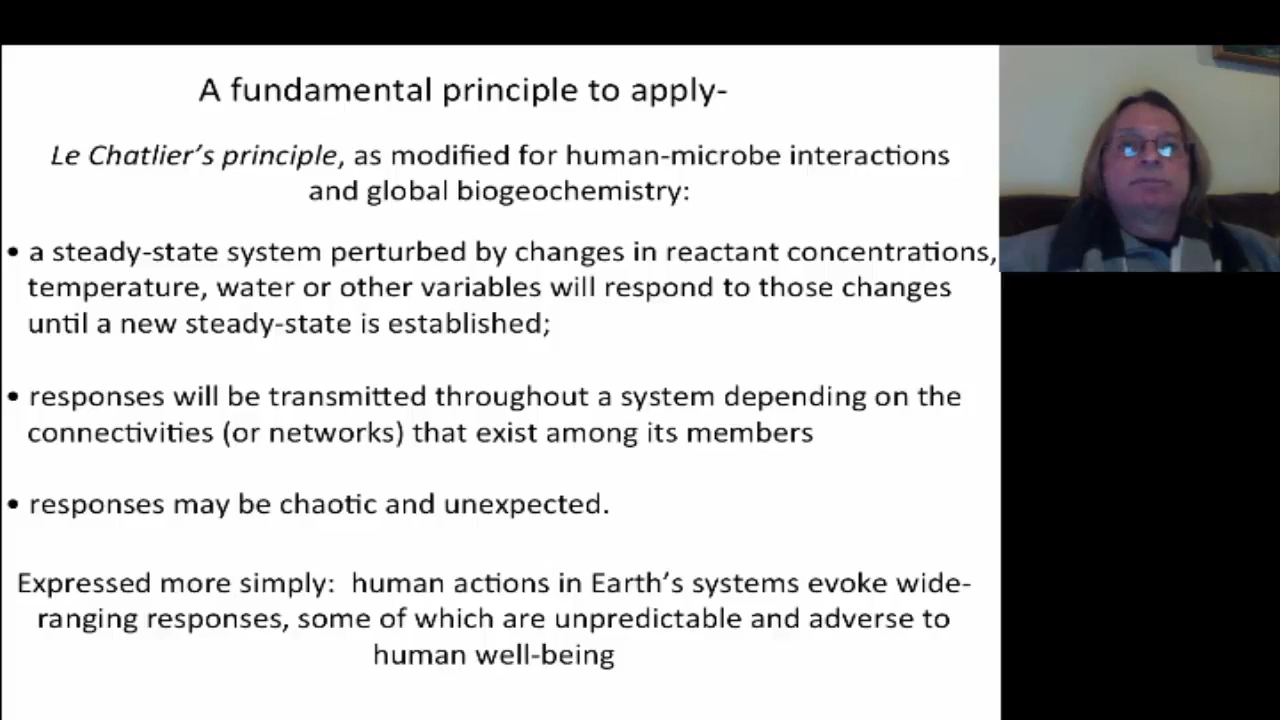 A fundamental principle to apply-
Le Chatlier’s principle, as modified for human-microbe interactions
and global biogeochemistry:
• a steady-state system perturbed by changes in reactant concentrations,
temperature, water or other variables will respond to those changes
until a new steady-state is established;
• responses will be transmitted throughout a system depending on the
connectivities (or networks) that exist among its members
• responses may be chaotic and unexpected.
Expressed more simply:  human actions in Earth’s systems evoke wide-
ranging responses, some of which are unpredictable and adverse to
human well-being